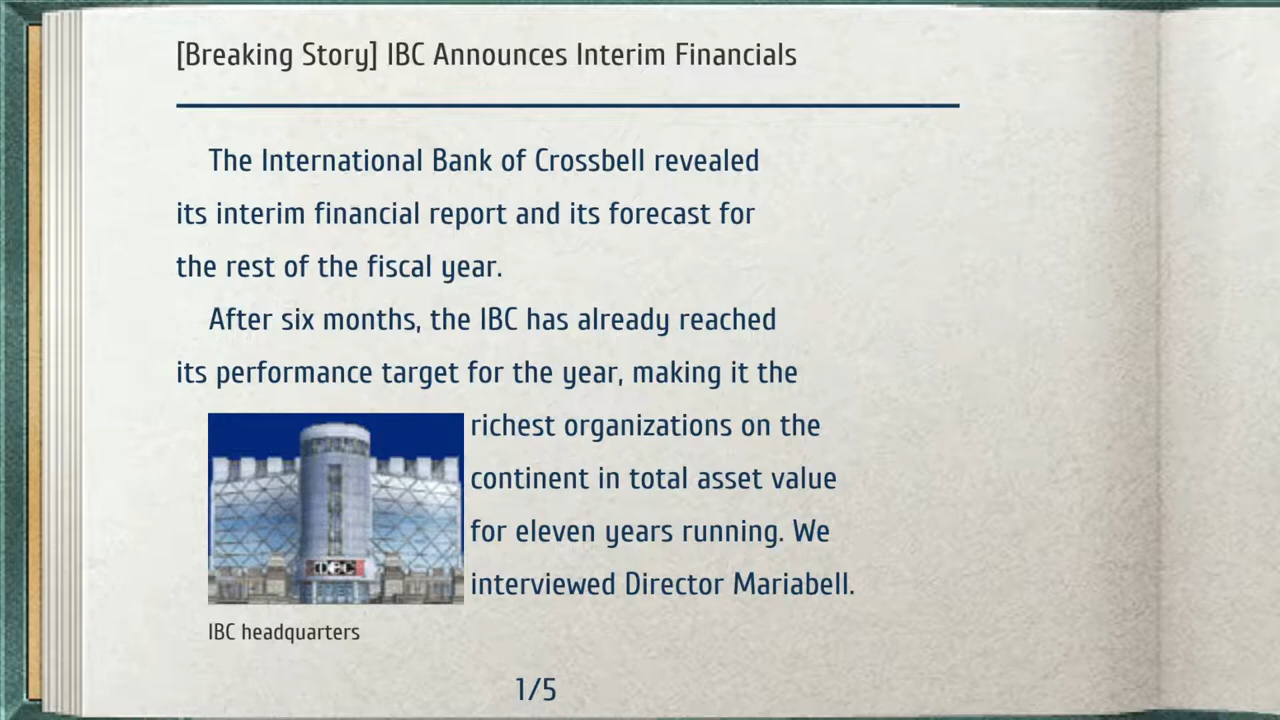 [Breaking Story] IBC Announces Interim Financials
The International Bank of Crossbell revealed
its interim financial report and its forecast for
the rest of the fiscal year.
After six months, the IBC has already reached
its performance target for the year, making it the
richest organizations on the
continent in total asset value
for eleven years running. We
interviewed Director Mariabell.
IBC headquarters
1/5